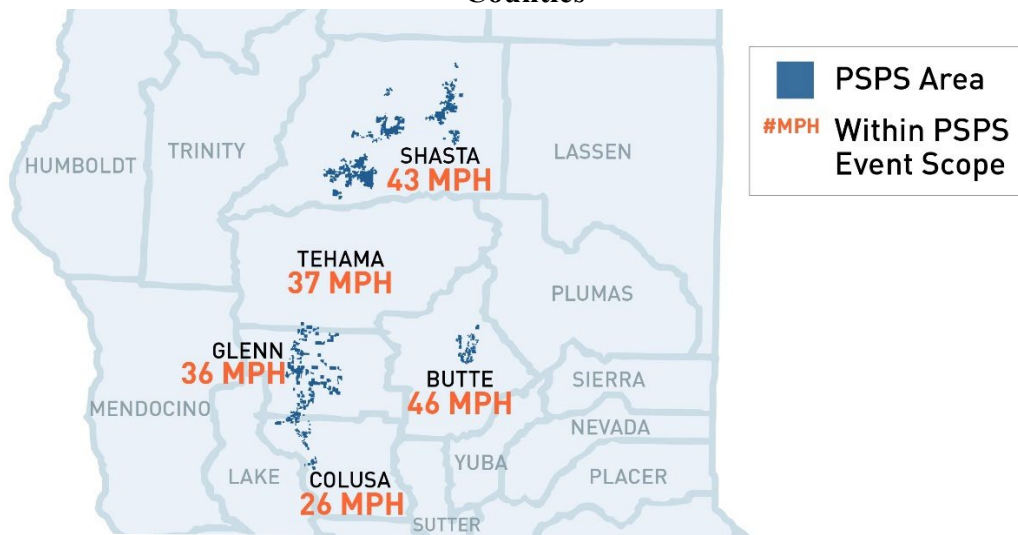 Counties
PSPS Area
#MPH Within PSPS
Event Scope
HUMBOLDT
TRINITY
SHASTA
43 MPH
LASSEN
TEHAMA
37 MPH
PLUMAS
GLENN
36 MPH
BUTTE
46 MPH
SIERRA
MENDOCINO
NEVADA
LAKE
COLUSA
26 MPH
YUBA
PLACER
SUTTER